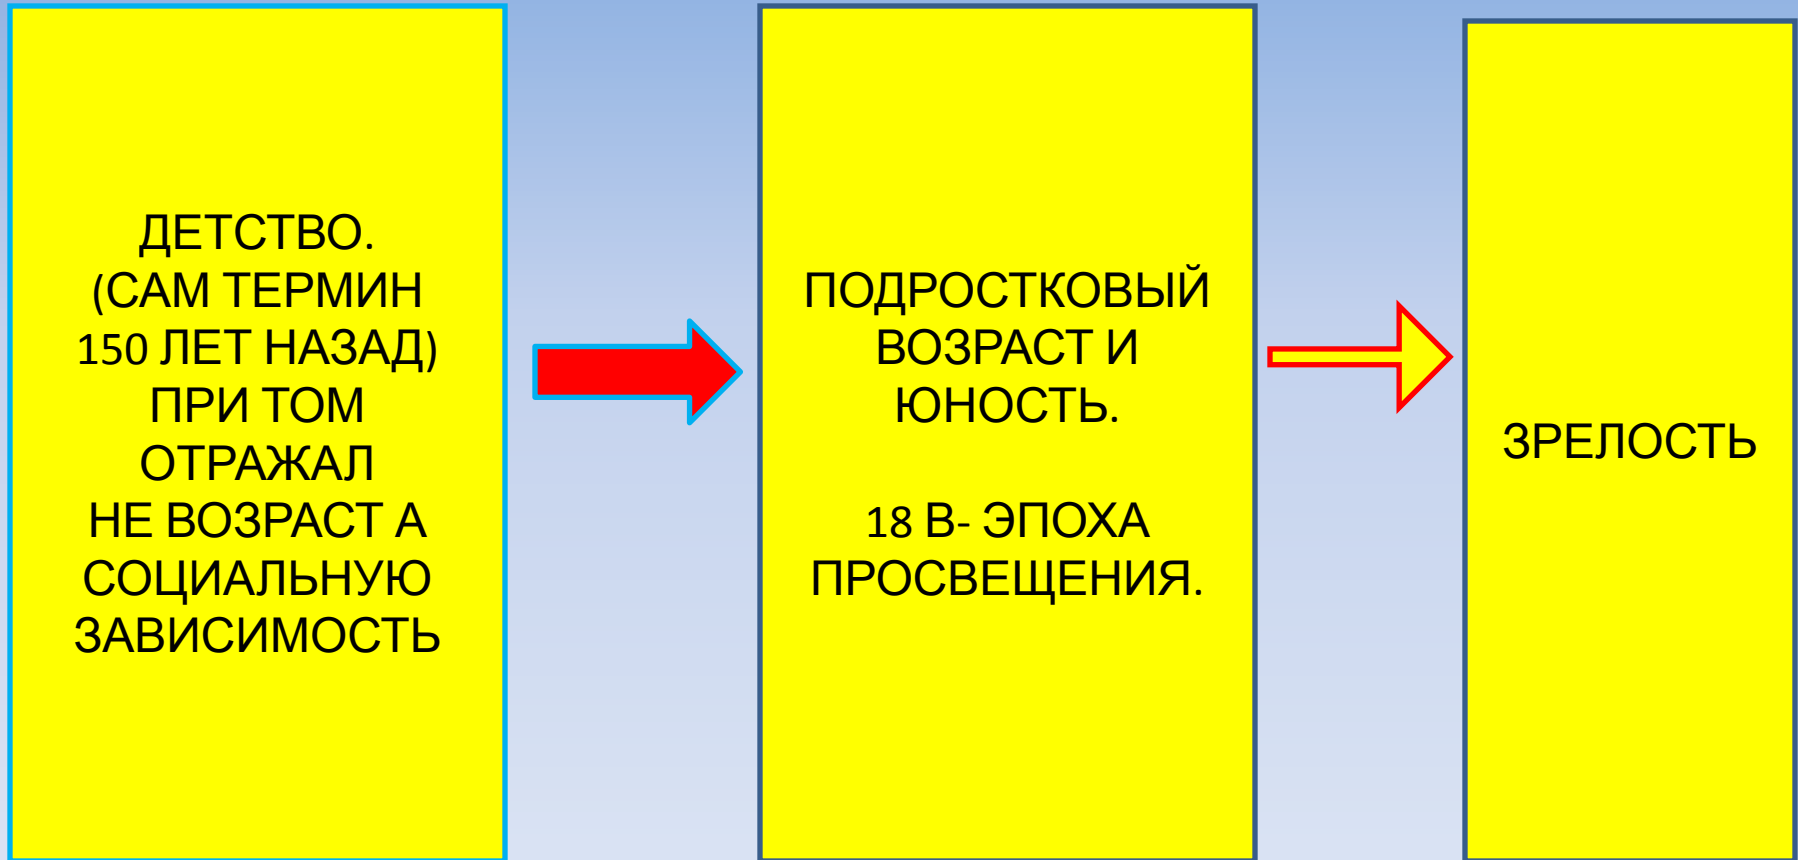 ДЕТСТВО.
(САМ ТЕРМИН
150 ЛЕТ НАЗАД)
ПРИ ТОМ
ОТРАЖАЛ
НЕ ВОЗРАСТ А
СОЦИАЛЬНУЮ
ЗАВИСИМОСТЬ
ПОДРОСТКОВЫЙ
ВОЗРАСТ И
ЮНОСТЬ.
18 В- ЭПОХА
ПРОСВЕЩЕНИЯ.
ЗРЕЛОСТЬ